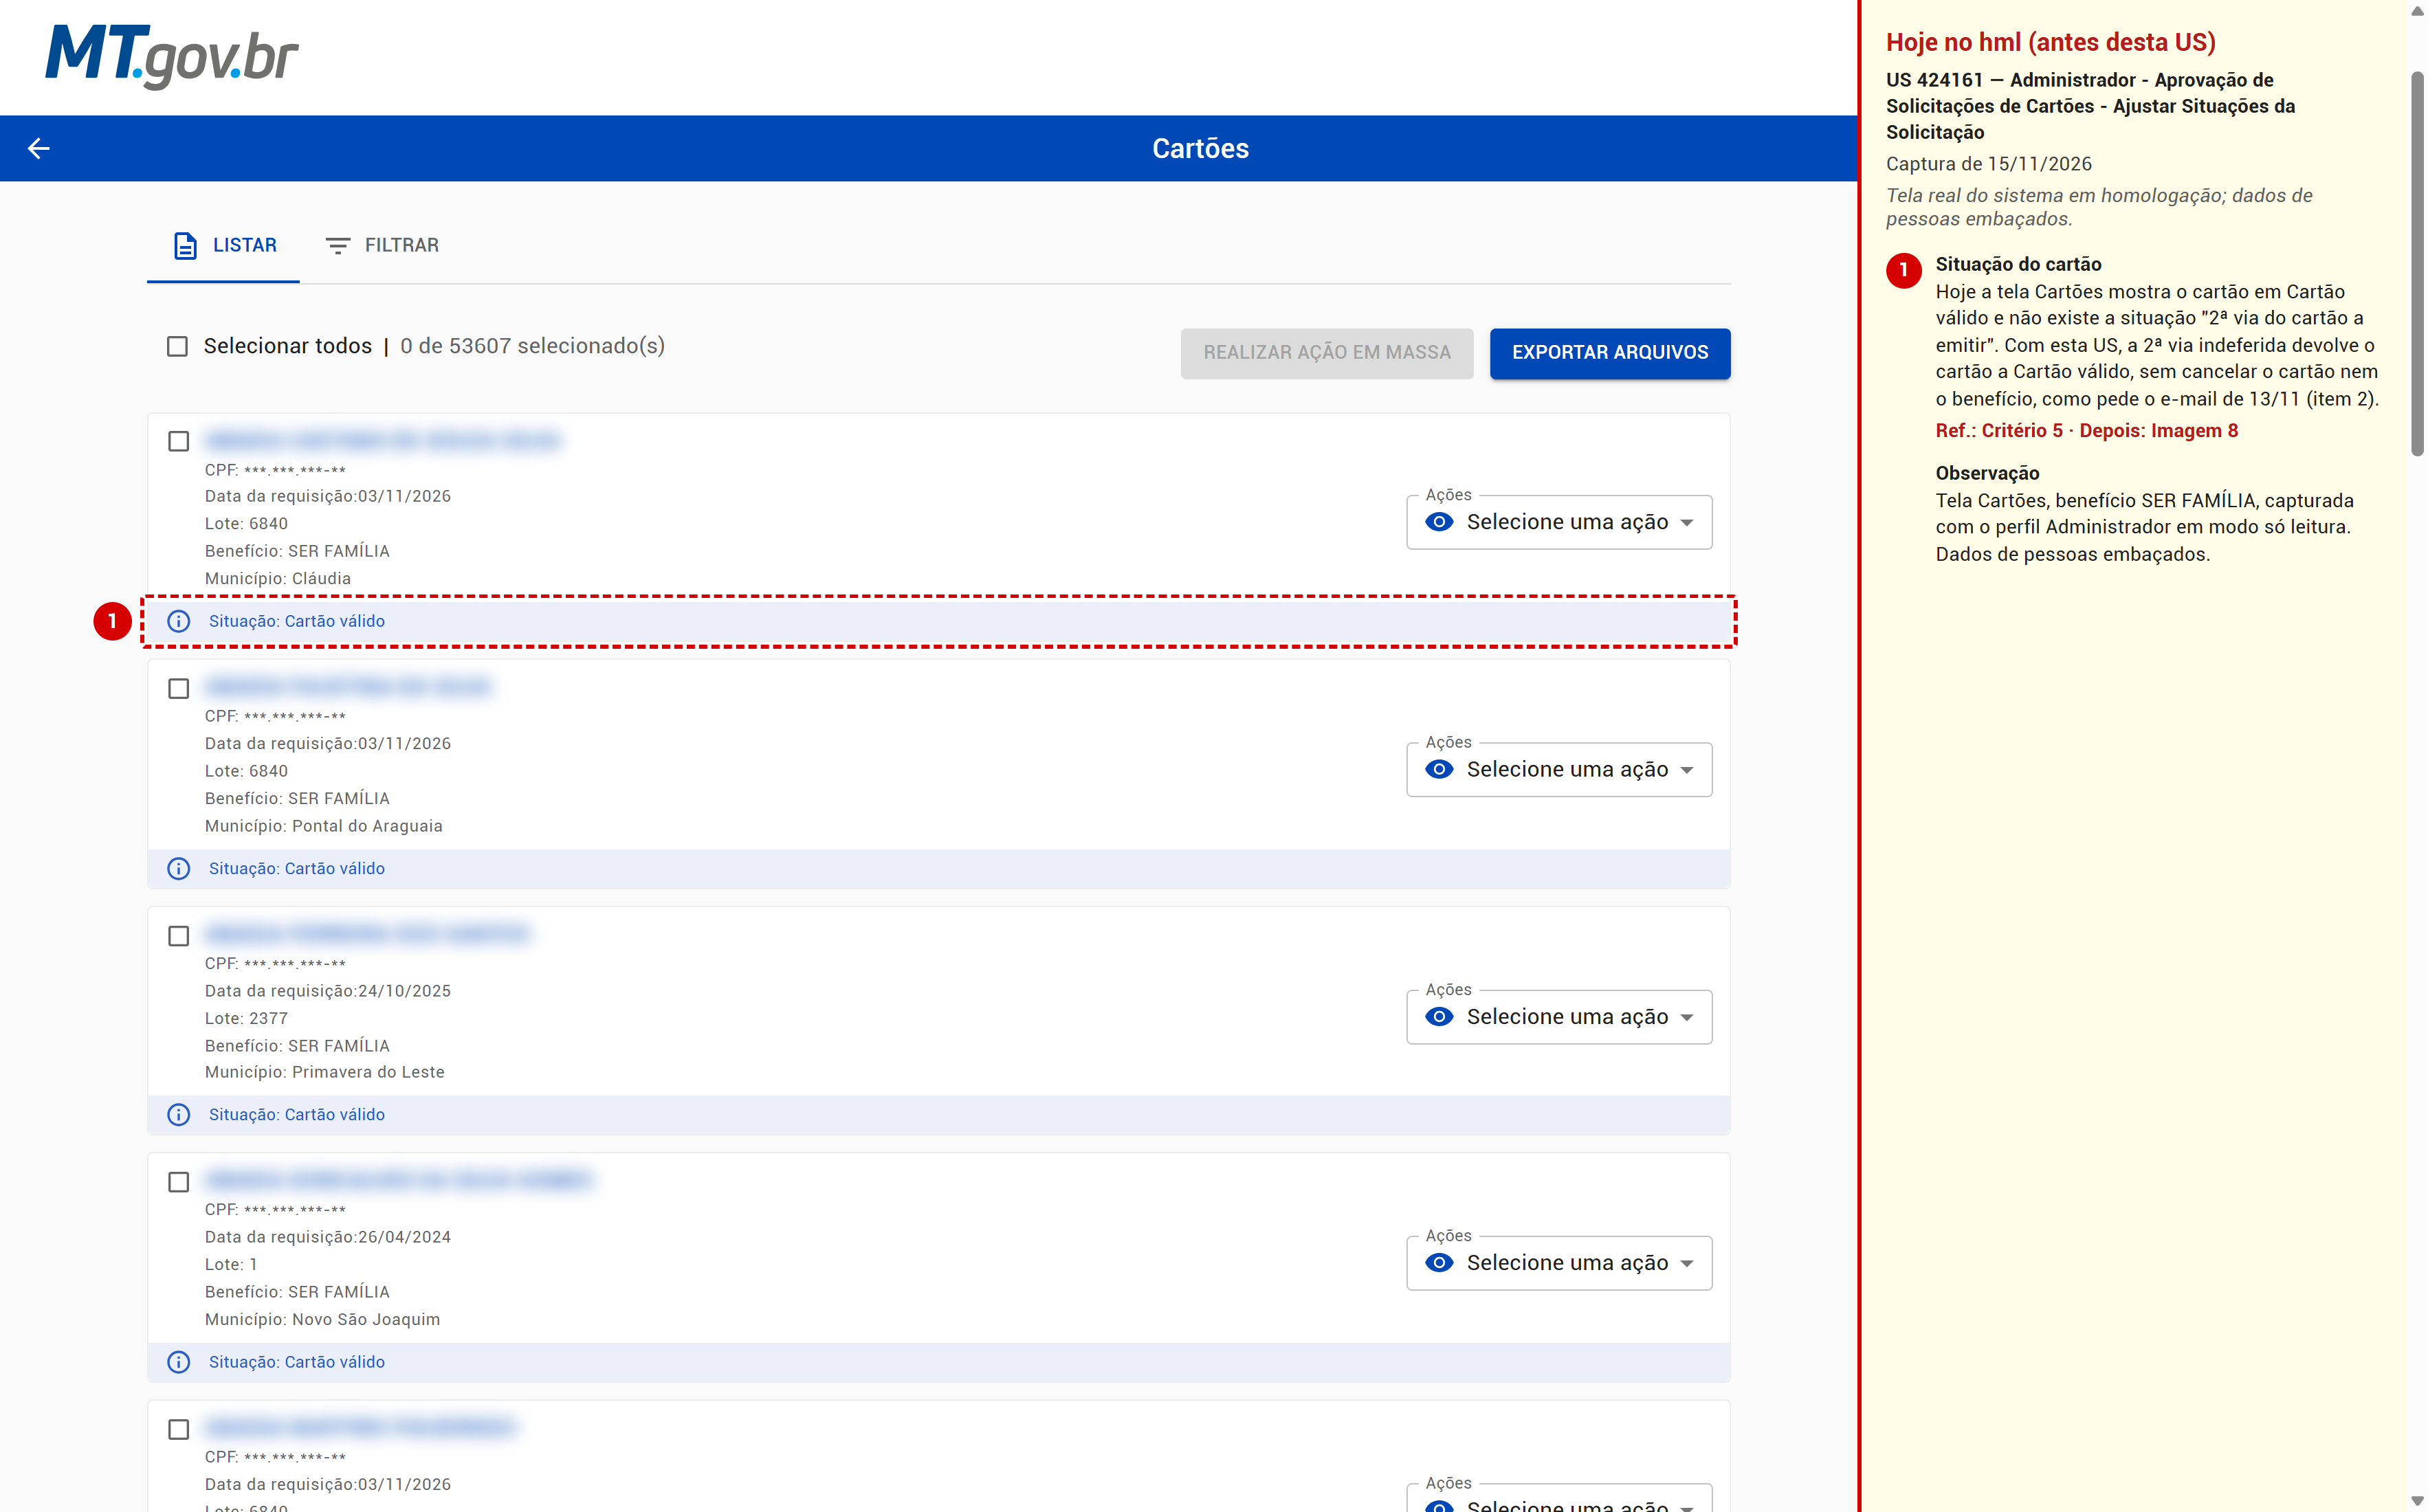 MT.gov.br
Cartões
LISTAR
FILTRAR
Selecionar todos | 0 de 53607 selecionado(s)
REALIZAR AÇÃO EM MASSA
EXPORTAR ARQUIVOS
CPF: ***.***.***-**
Data da requisição:03/11/2026
Lote: 6840
Benefício: SER FAMÍLIA
Município: Cláudia
Ações
Selecione uma ação
1
Situação: Cartão válido
CPF: ***.***.***-**
Data da requisição:03/11/2026
Lote: 6840
Benefício: SER FAMÍLIA
Município: Pontal do Araguaia
Ações
Selecione uma ação
Situação: Cartão válido
CPF: ***.***.***-**
Data da requisição:24/10/2025
Lote: 2377
Benefício: SER FAMÍLIA
Município: Primavera do Leste
Ações
Selecione uma ação
Situação: Cartão válido
CPF: ***.***.***-**
Data da requisição:26/04/2024
Lote: 1
Benefício: SER FAMÍLIA
Município: Novo São Joaquim
Ações
Selecione uma ação
Situação: Cartão válido
CPF: ***.***.***-**
Data da requisição:03/11/2026
Lote: 6840
Ações
Selecione uma ação
Hoje no hml (antes desta US)
US 424161 — Administrador - Aprovação de
Solicitações de Cartões - Ajustar Situações da
Solicitação
Captura de 15/11/2026
Tela real do sistema em homologação; dados de
pessoas embaçados.
1
Situação do cartão
Hoje a tela Cartões mostra o cartão em Cartão
válido e não existe a situação "2ª via do cartão a
emitir". Com esta US, a 2ª via indeferida devolve o
cartão a Cartão válido, sem cancelar o cartão nem
o benefício, como pede o e-mail de 13/11 (item 2).
Ref.: Critério 5 · Depois: Imagem 8
Observação
Tela Cartões, benefício SER FAMÍLIA, capturada
com o perfil Administrador em modo só leitura.
Dados de pessoas embaçados.